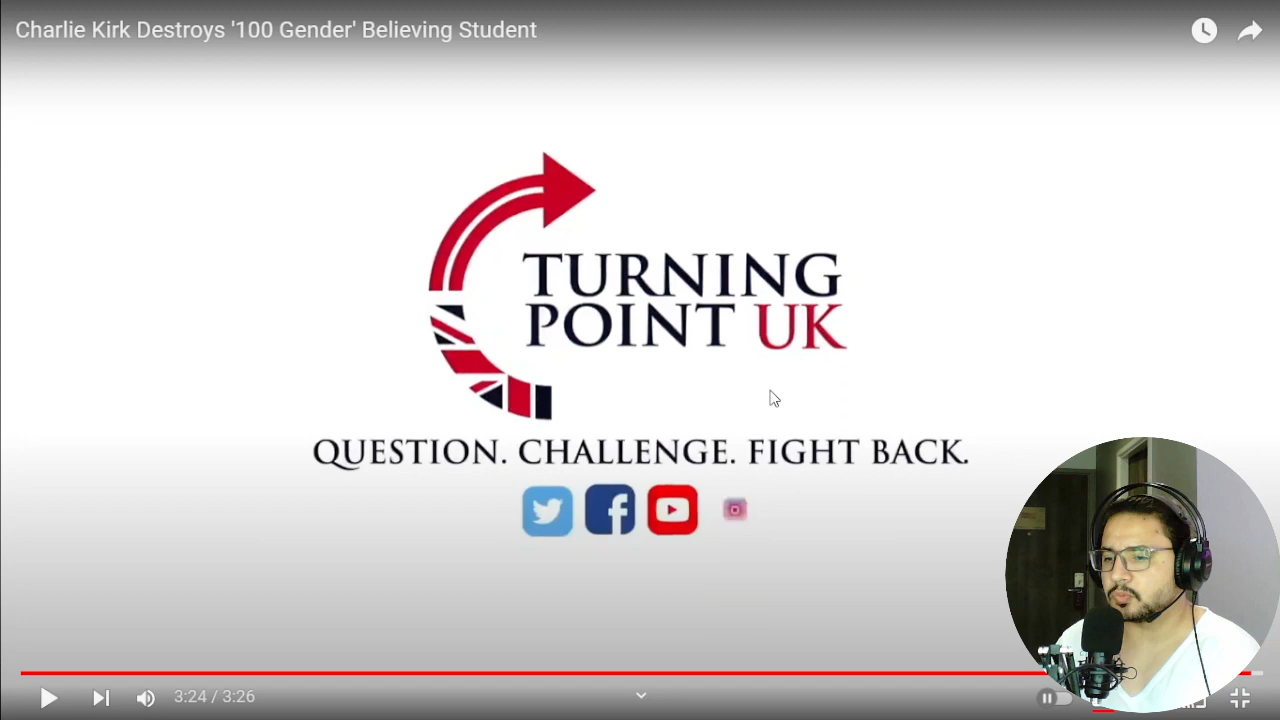 Charlie Kirk Destroys '100 Gender' Believing Student
TURNING
POINT UK
QUESTION. CHALLENGE. FIGHT BACK.
3:24 / 3:26